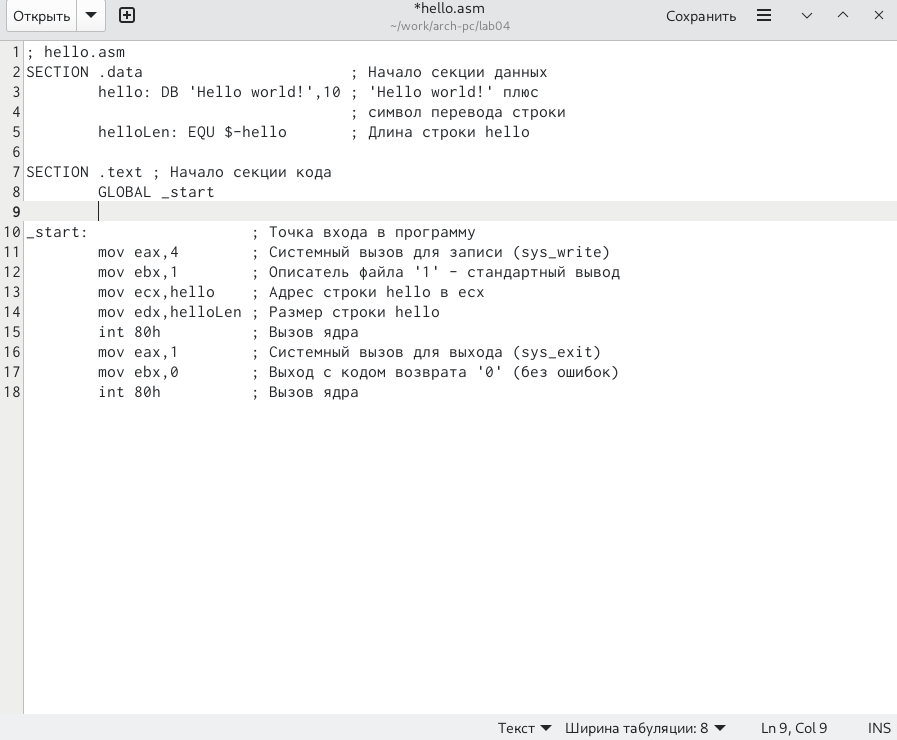 Открыть
*hello.asm
~/work/arch-pc/lab04
Сохранить
1 ; hello.asm
2 SECTION .data                       ; Начало секции данных
3         hello: DB 'Hello world!',10 ; 'Hello world!' плюс
4                                     ; символ перевода строки
5         helloLen: EQU $-hello       ; Длина строки hello
6
7 SECTION .text ; Начало секции кода
8         GLOBAL _start
9
10 _start:                  ; Точка входа в программу
11         mov eax,4        ; Системный вызов для записи (sys_write)
12         mov ebx,1        ; Описатель файла '1' - стандартный вывод
13         mov ecx,hello    ; Адрес строки hello в ecx
14         mov edx,helloLen ; Размер строки hello
15         int 80h          ; Вызов ядра
16         mov eax,1        ; Системный вызов для выхода (sys_exit)
17         mov ebx,0        ; Выход с кодом возврата '0' (без ошибок)
18         int 80h          ; Вызов ядра
Текст Ширина табуляции: 8 Ln 9, Col 9 INS